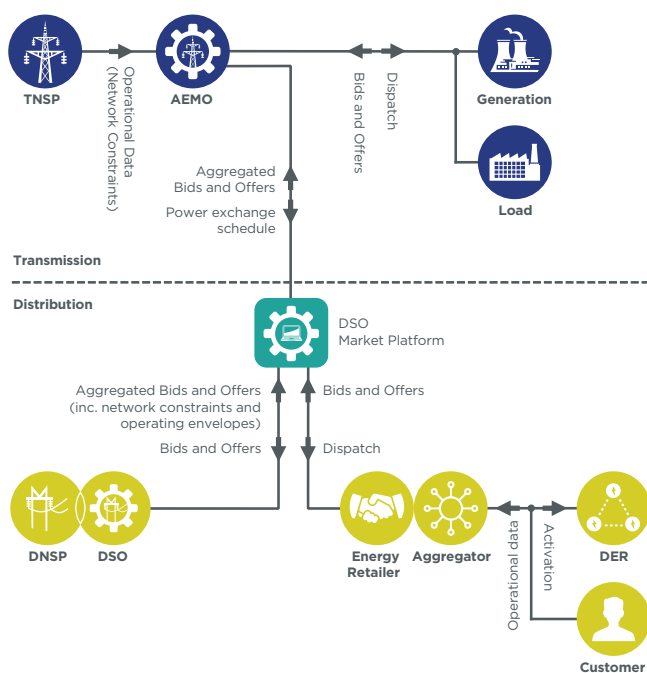 TNSP
Operational Data
(Network Constraints)
AEMO
Bids and Offers
Dispatch
Generation
Load
Aggregated
Bids and Offers
Power exchange
schedule
Transmission
Distribution
DSO
Market Platform
Aggregated Bids and Offers
(inc. network constraints and
operating envelopes)
Bids and Offers
Bids and Offers
Dispatch
DNSP
DSO
Energy
Retailer
Aggregator
Operational data
Activation
DER
Customer